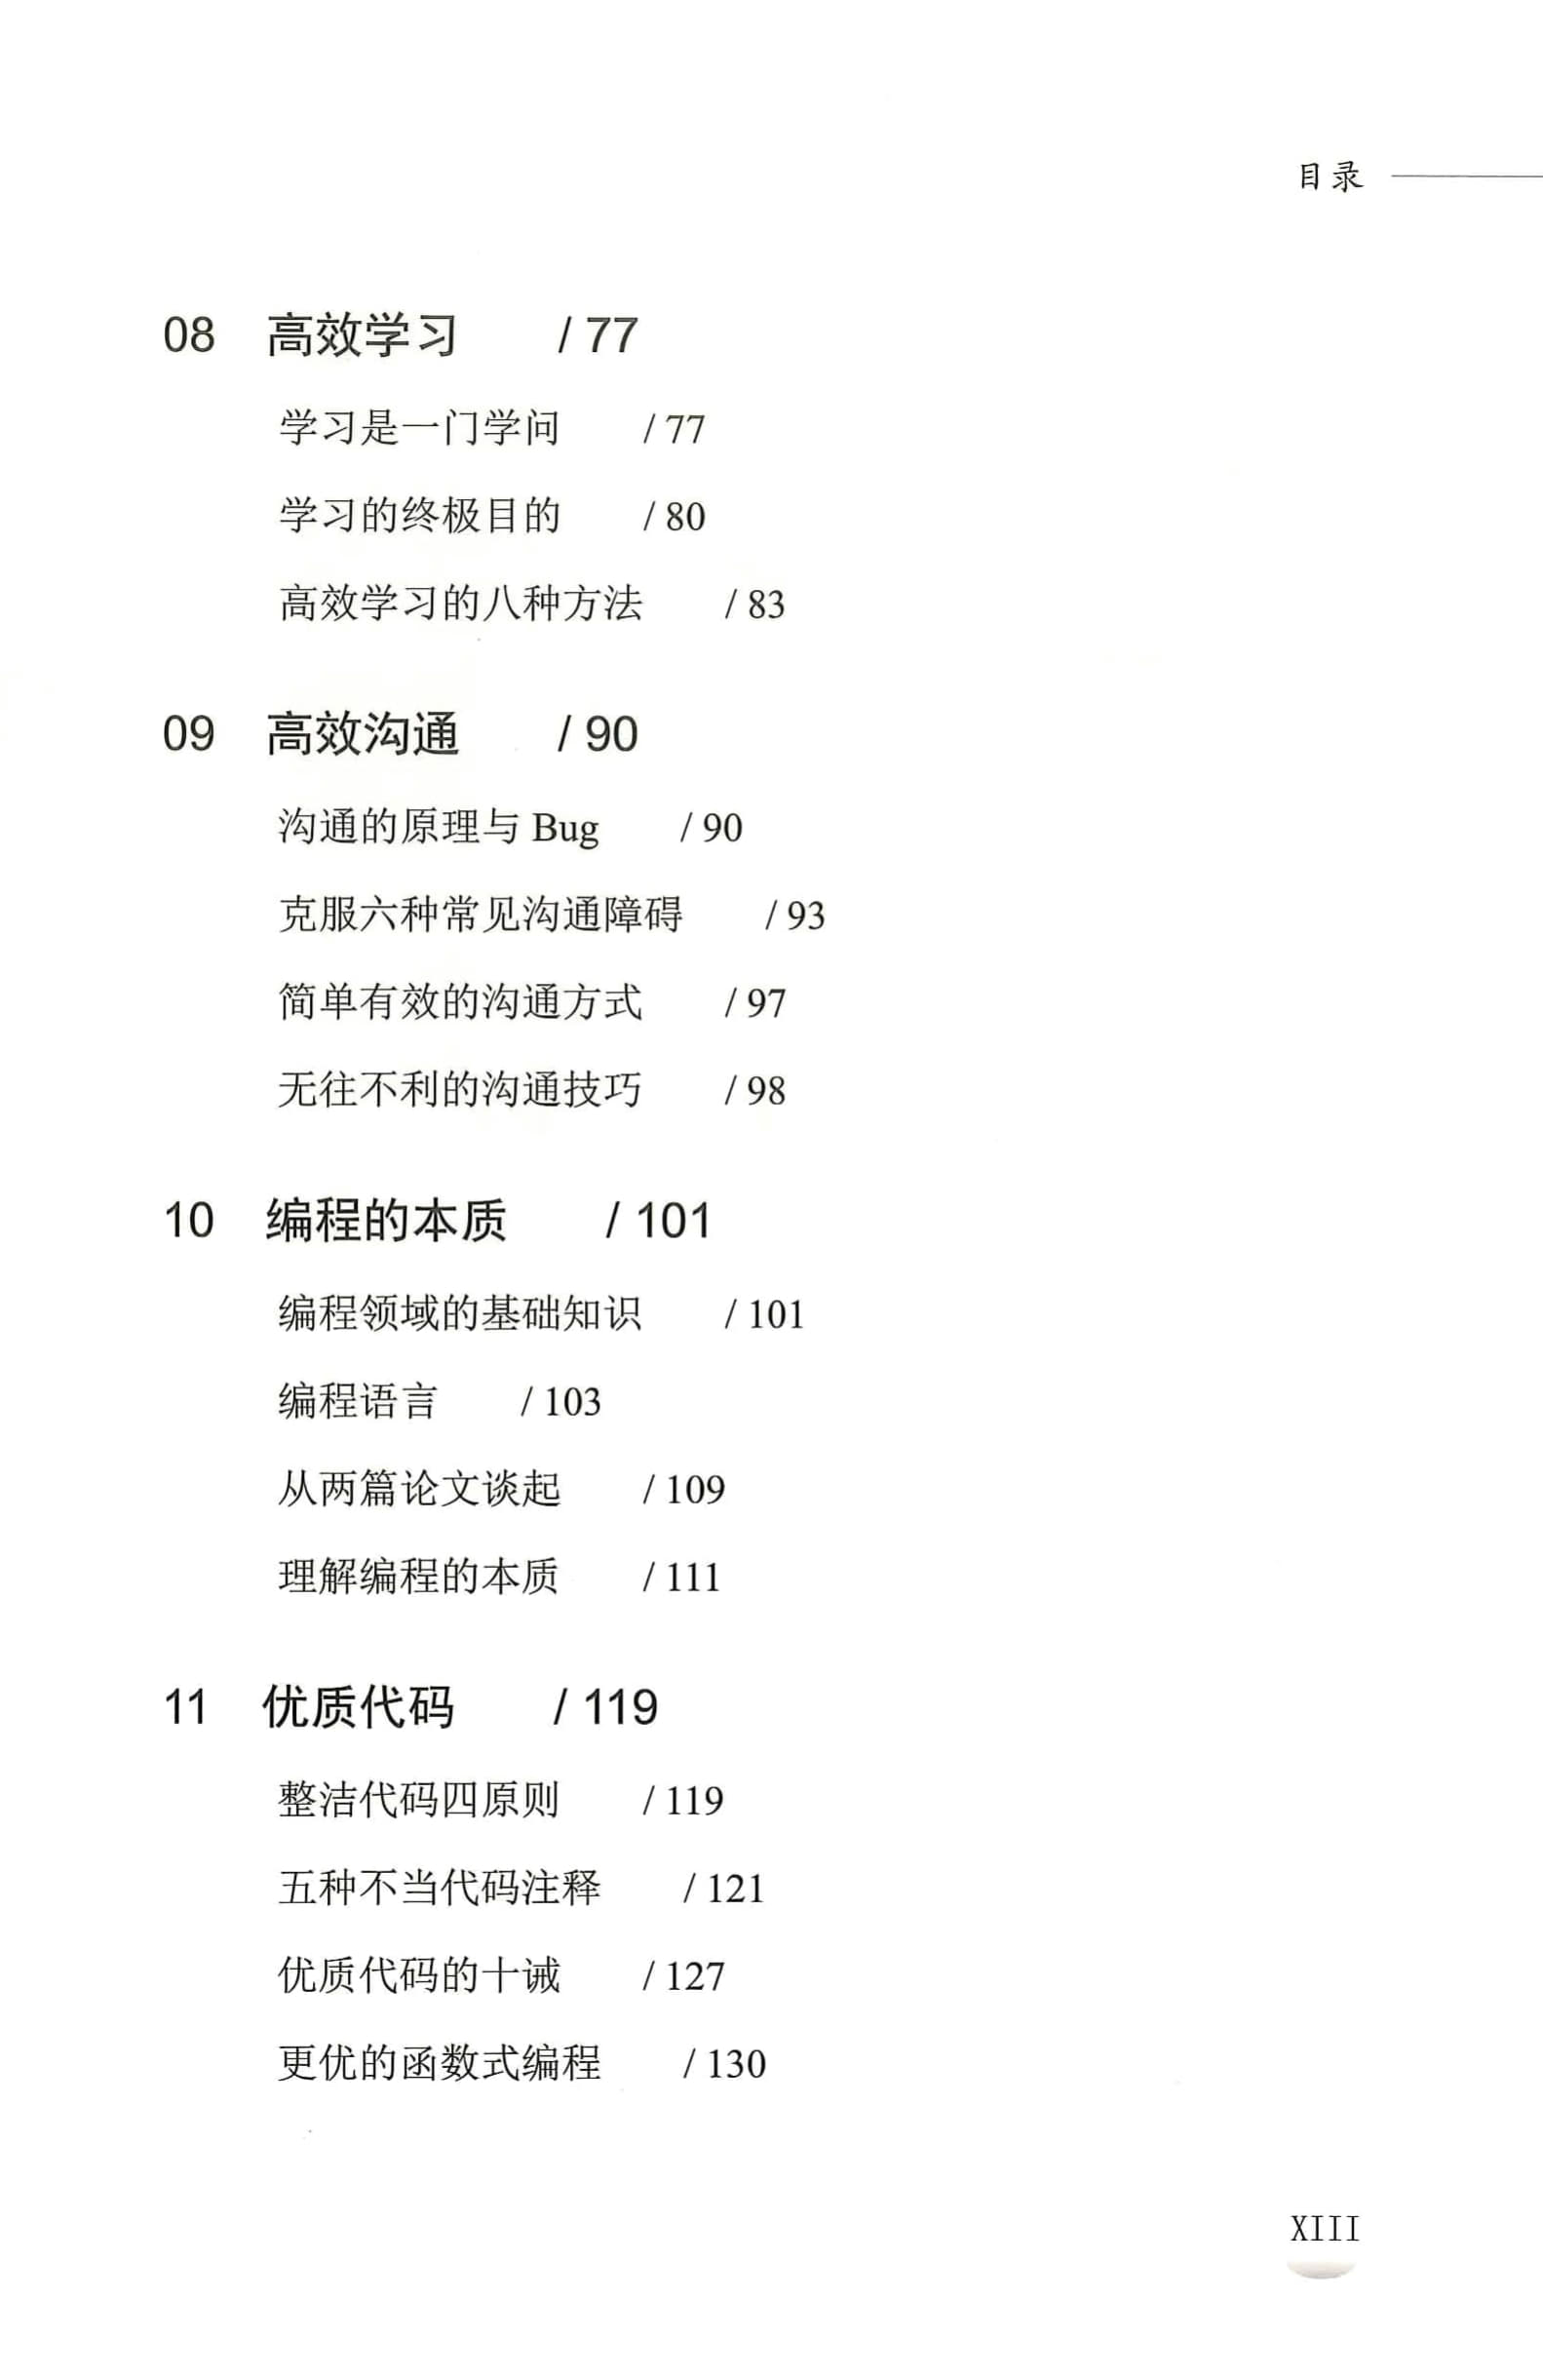 目录
08 高效学习 / 77
学习是一门学问 / 77
学习的终极目的 / 80
高效学习的八种方法 / 83
09 高效沟通 / 90
沟通的原理与 Bug / 90
克服六种常见沟通障碍 / 93
简单有效的沟通方式 / 97
无往不利的沟通技巧 / 98
10 编程的本质 / 101
编程领域的基础知识 / 101
编程语言 / 103
从两篇论文谈起 / 109
理解编程的本质 / 111
11 优质代码 / 119
整洁代码四原则 / 119
五种不当代码注释 / 121
优质代码的十诫 / 127
更优的函数式编程 / 130
XIII